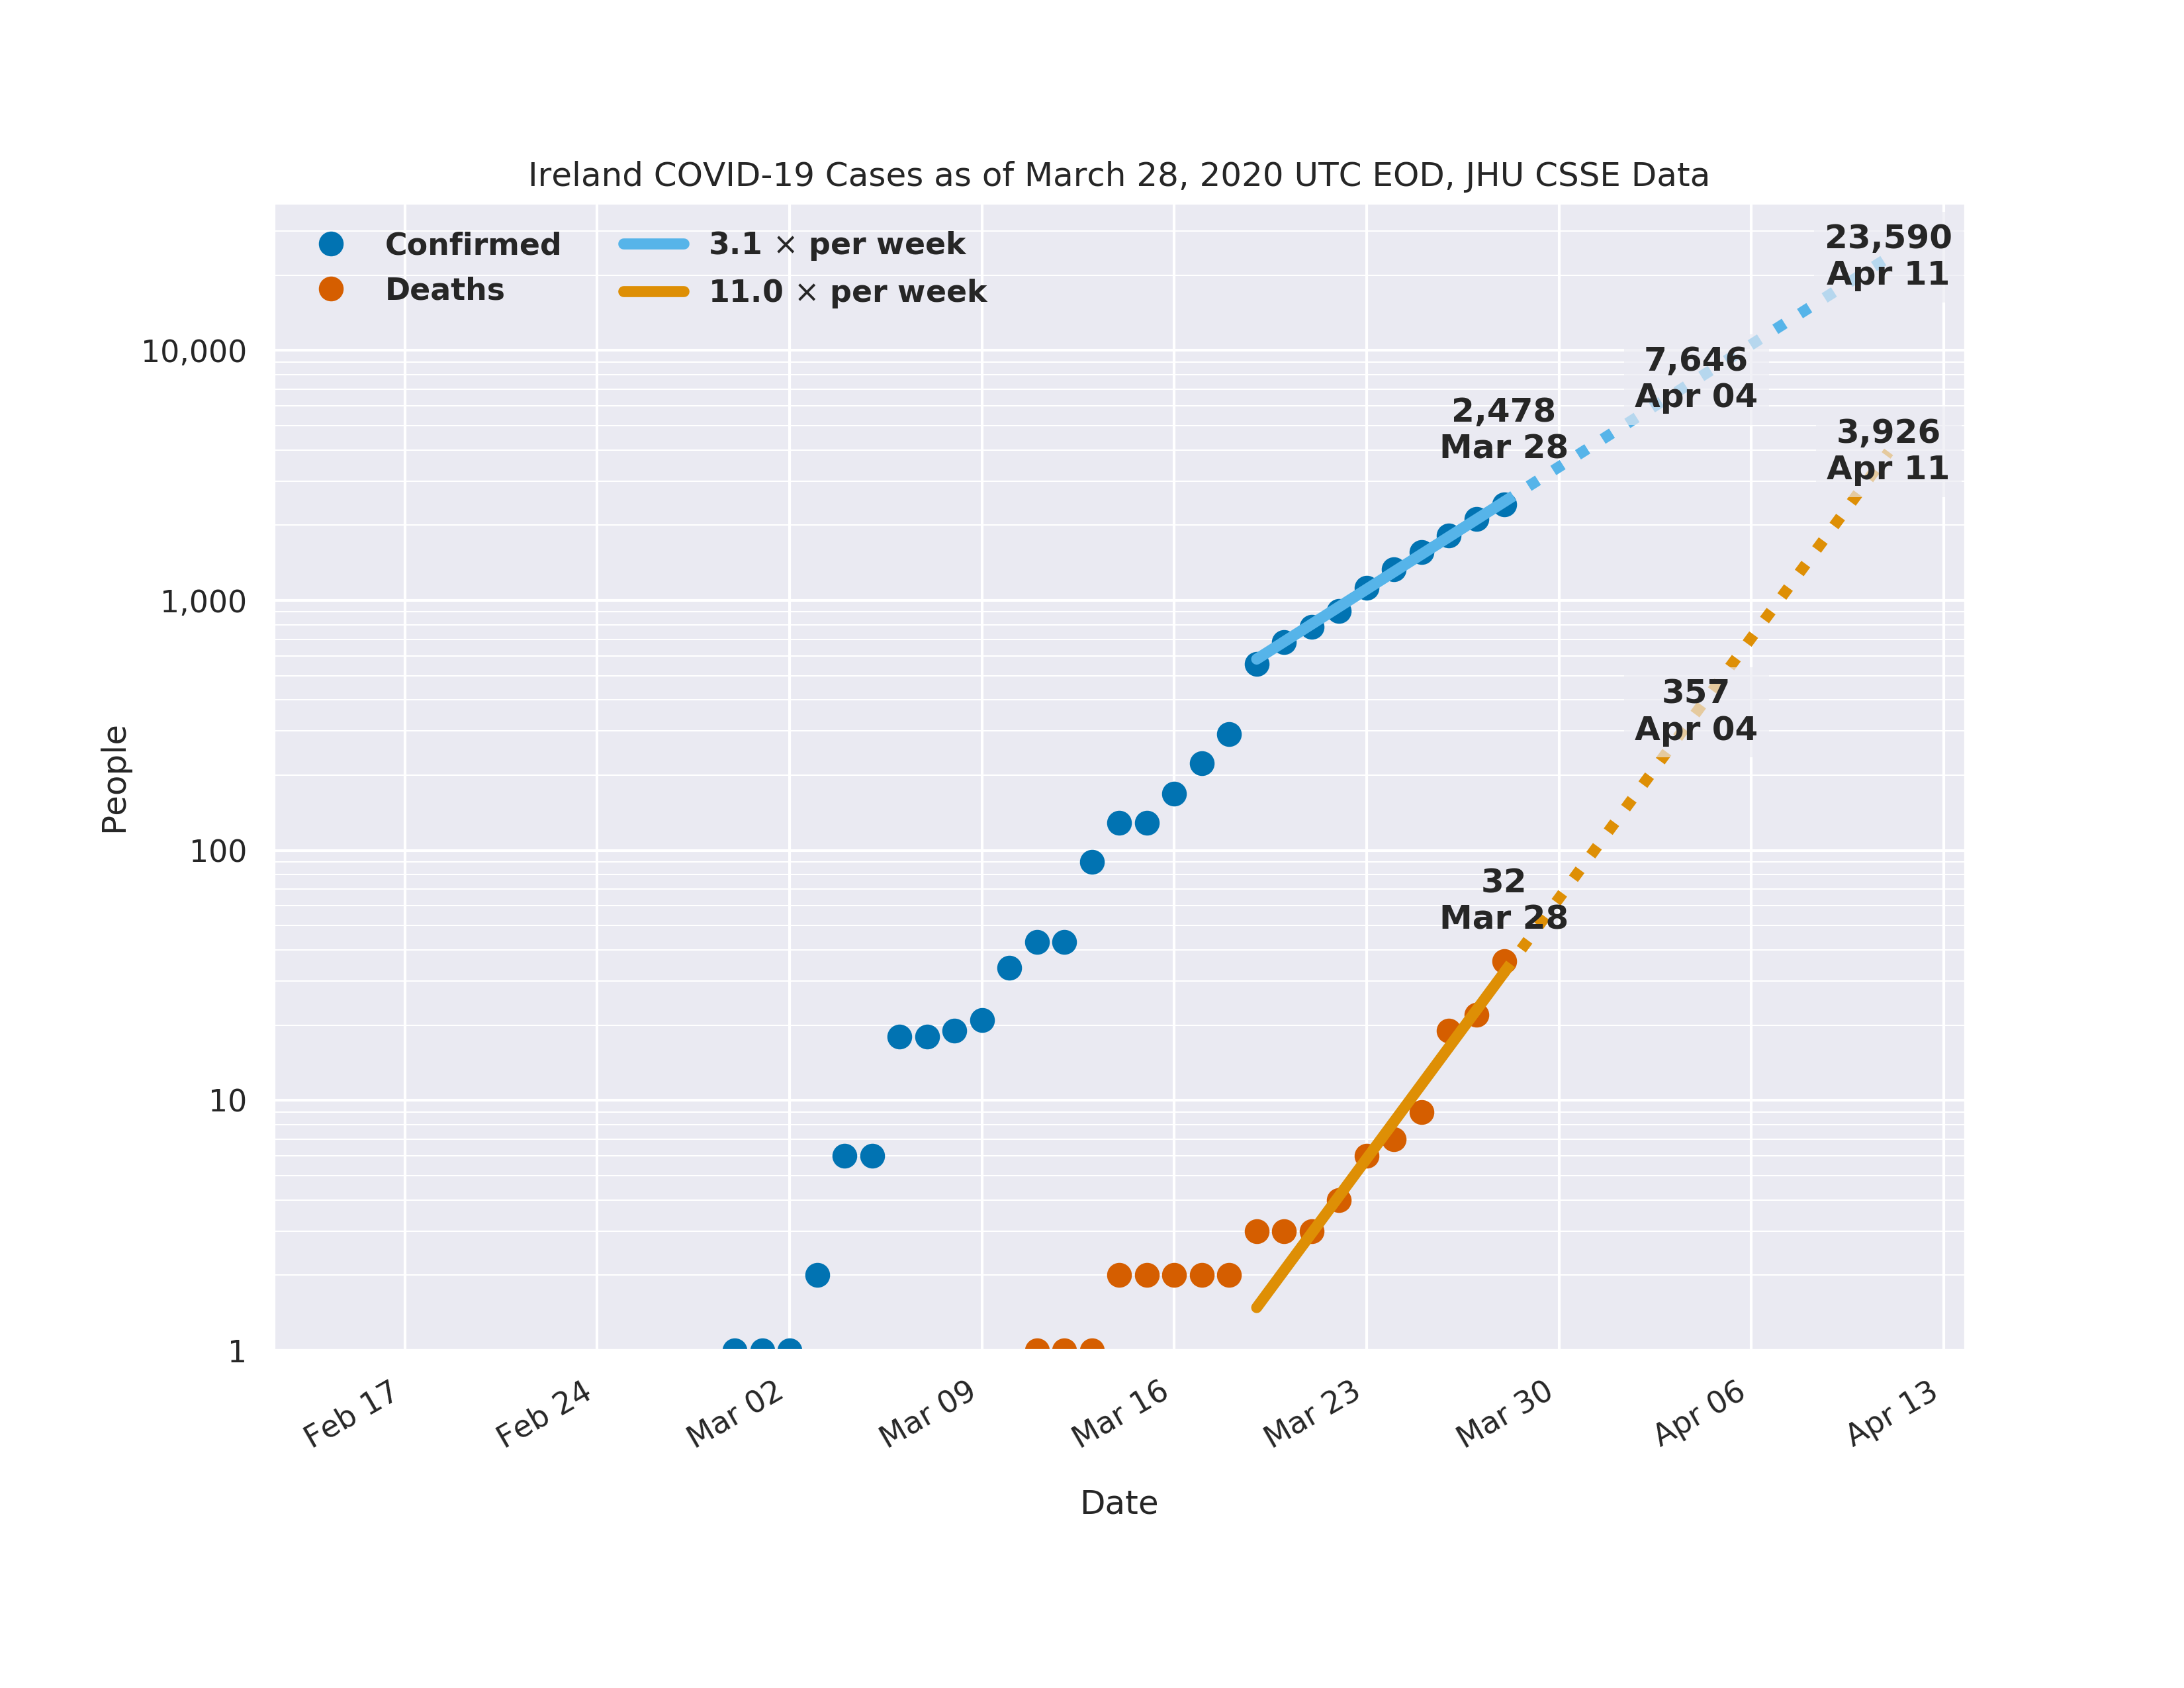 Ireland COVID-19 Cases as of March 28, 2020 UTC EOD, JHU CSSE Data
Confirmed
Deaths
3.1 × per week
11.0 × per week
23,590
Apr 11
7,646
Apr 04
2,478
Mar 28
3,926
Apr 11
357
Apr 04
32
Mar 28
10,000
1,000
100
10
1
People
Feb 17
Feb 24
Mar 02
Mar 09
Mar 16
Mar 23
Mar 30
Apr 06
Apr 13
Date